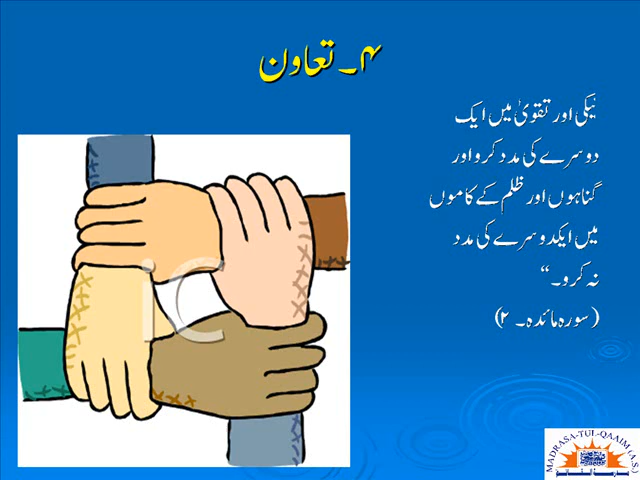 ۴۔ تعاون
نیکی اور تقویٰ میں ایک
دوسرے کی مدد کرو اور
گناہوں اور ظلم کے کاموں
میں ایکدوسرے کی مدد
نہ کرو۔“
(سورہ مائدہ۔ ۲)
iC
MADRASA-TUL-QAAIM (A.S)